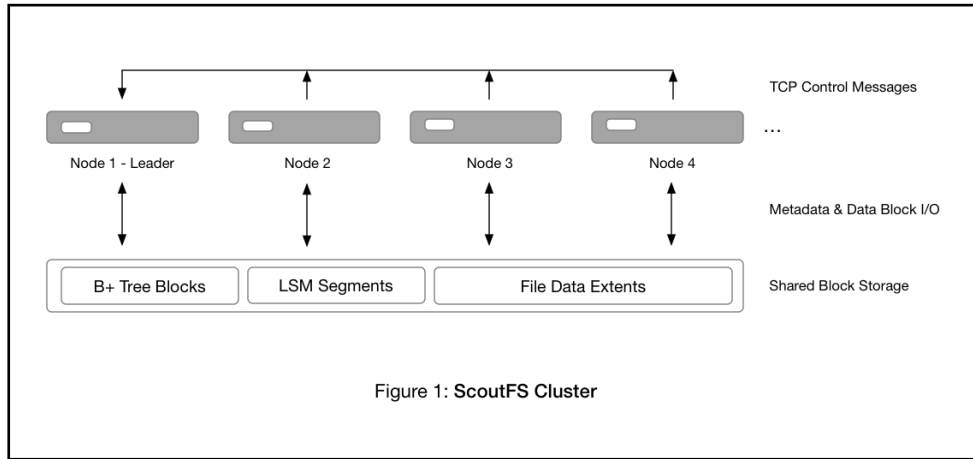 TCP Control Messages
...
Node 1 - Leader
Node 2
Node 3
Node 4
Metadata & Data Block I/O
B+ Tree Blocks
LSM Segments
File Data Extents
Shared Block Storage
Figure 1: ScoutFS Cluster